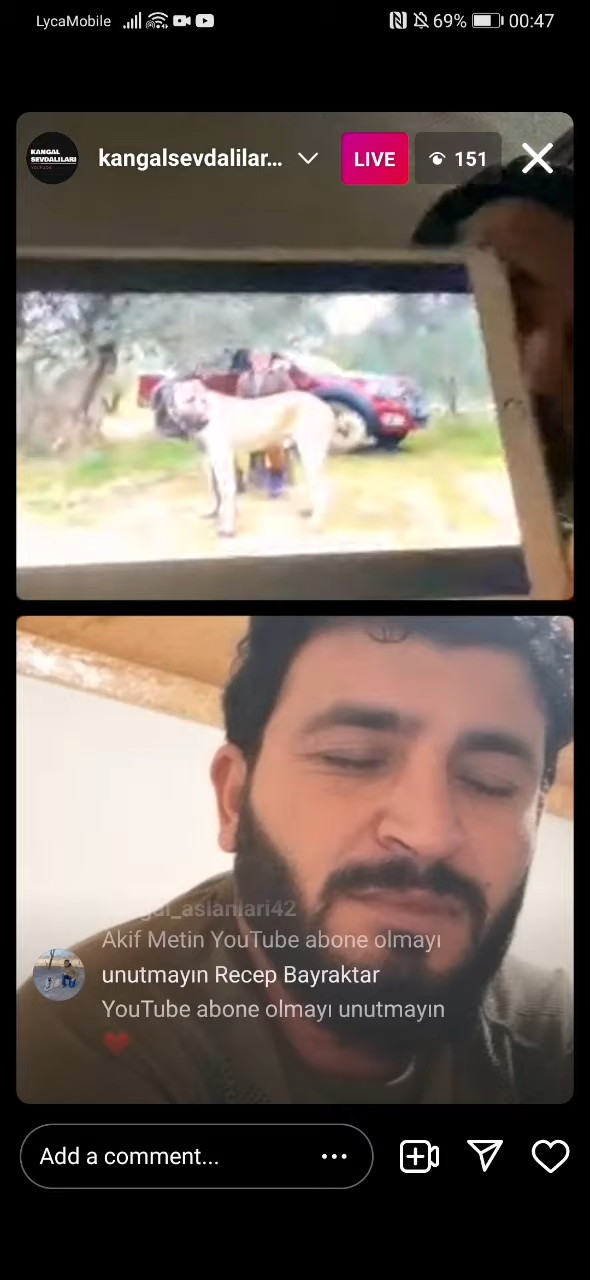 LycaMobile
69% 00:47
KANGAL
SEVDALILARI
YOUTUBE
kangalsevdalilar...
LIVE
151
Akif Metin YouTube abone olmayı
unutmayın Recep Bayraktar
YouTube abone olmayı unutmayın
❤️
Add a comment...